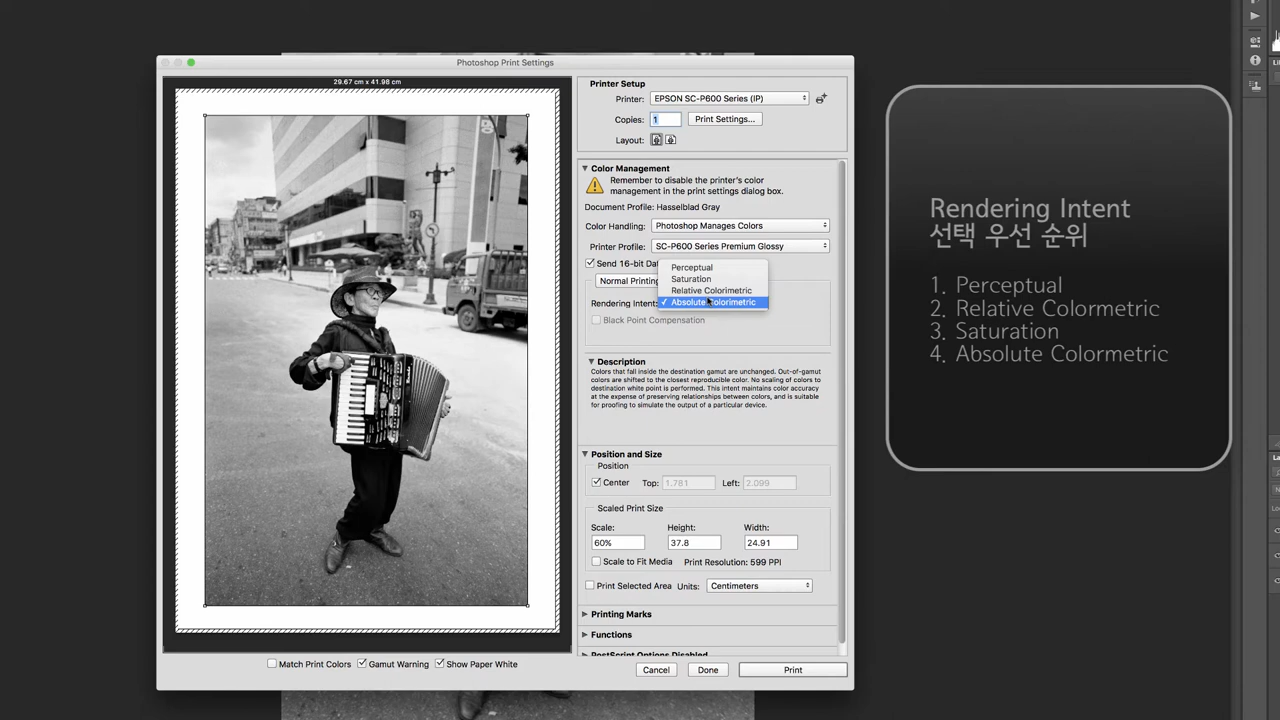 Photoshop Print Settings
29.67 cm x 41.98 cm
Printer Setup
Printer: EPSON SC-P600 Series (IP)
Copies: 1 Print Settings...
Layout:
Color Management
Remember to disable the printer's color
management in the print settings dialog box.
Document Profile: Hasselblad Gray
Color Handling: Photoshop Manages Colors
Printer Profile: SC-P600 Series Premium Glossy
Send 16-bit Da
Normal Printing
Rendering Intent:
Perceptual
Saturation
Relative Colorimetric
✓ Absolute Colorimetric
Black Point Compensation
Description
Colors that fall inside the destination gamut are unchanged. Out-of-gamut
colors are shifted to the closest reproducible color. No scaling of colors to
destination white point is performed. This intent maintains color accuracy
at the expense of preserving relationships between colors, and is suitable
for proofing to simulate the output of a particular device.
Position and Size
Position
Center Top: 1.781 Left: 2.099
Scaled Print Size
Scale: Height: Width:
60% 37.8 24.91
Scale to Fit Media Print Resolution: 599 PPI
Print Selected Area Units: Centimeters
Printing Marks
Functions
PostScript Options Disabled
Match Print Colors Gamut Warning Show Paper White
Cancel Done Print
Rendering Intent
선택 우선 순위
1. Perceptual
2. Relative Colormetric
3. Saturation
4. Absolute Colormetric